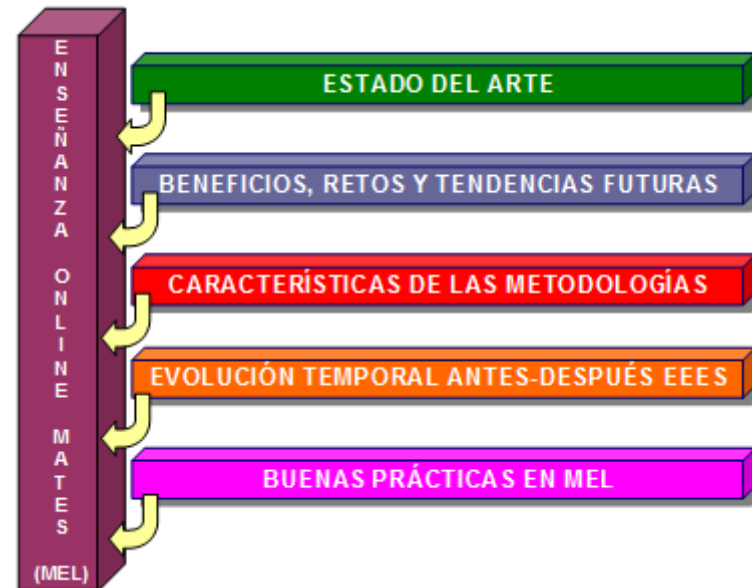 ENSEÑANZA ONLINE MATES (MEL)
ESTADO DEL ARTE
BENEFICIOS, RETOS Y TENDENCIAS FUTURAS
CARACTERÍSTICAS DE LAS METODOLOGÍAS
EVOLUCIÓN TEMPORAL ANTES-DESPUÉS EEES
BUENAS PRÁCTICAS EN MEL